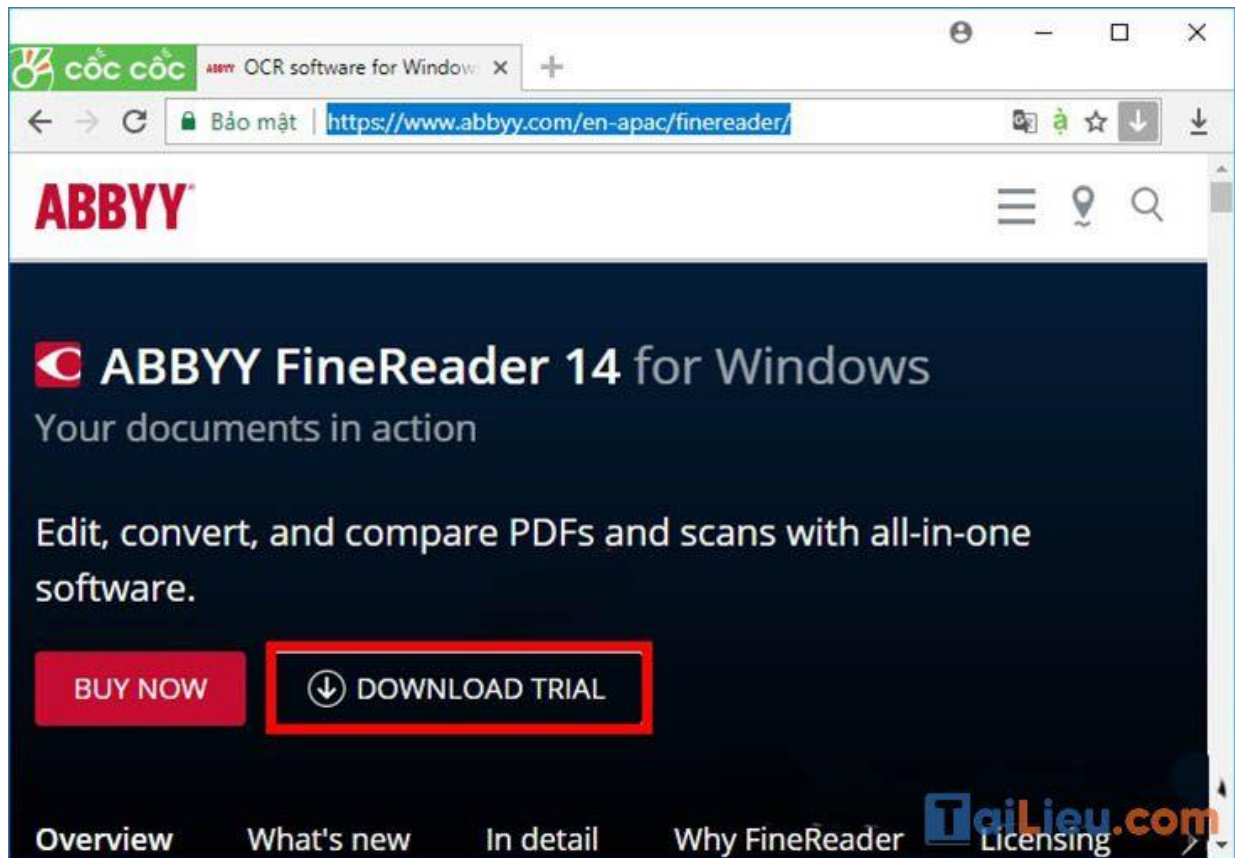 cốc cốc ABBYY OCR software for Window
Bảo mật https://www.abbyy.com/en-apac/finereader/
ABBYY
ABBYY FineReader 14 for Windows
Your documents in action
Edit, convert, and compare PDFs and scans with all-in-one
software.
BUY NOW DOWNLOAD TRIAL
Overview What's new In detail Why FineReader Licensing
TaiLieu.com